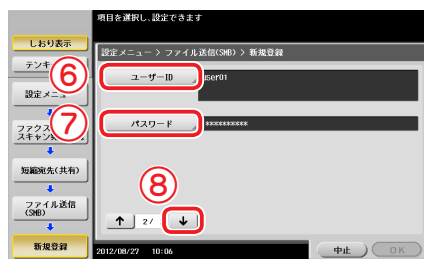 項目を選択し、設定できます
しおり表示
設定メニュー > ファイル送信(SMB) > 新規登録
テンキ
⑥
ユーザーID
user01
設定メニ
⑦
パスワード
**********
ファクス
スキャン
短縮宛先(共有)
⑧
ファイル送信
(SMB)
↑ 2/ ↓
新規登録
2012/08/27 10:06
中止
OK